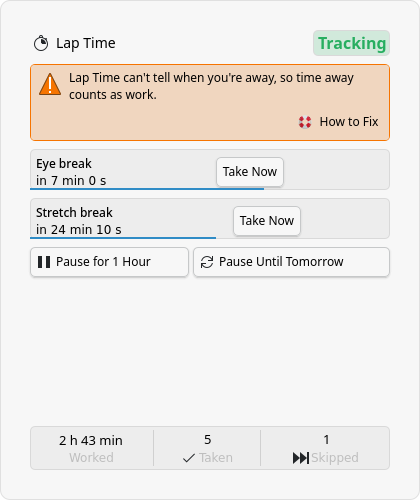 Lap Time
Tracking
Lap Time can't tell when you're away, so time away
counts as work.
How to Fix
Eye break
in 7 min 0 s
Take Now
Stretch break
in 24 min 10 s
Take Now
Pause for 1 Hour
Pause Until Tomorrow
2 h 43 min
Worked
5
Taken
1
Skipped